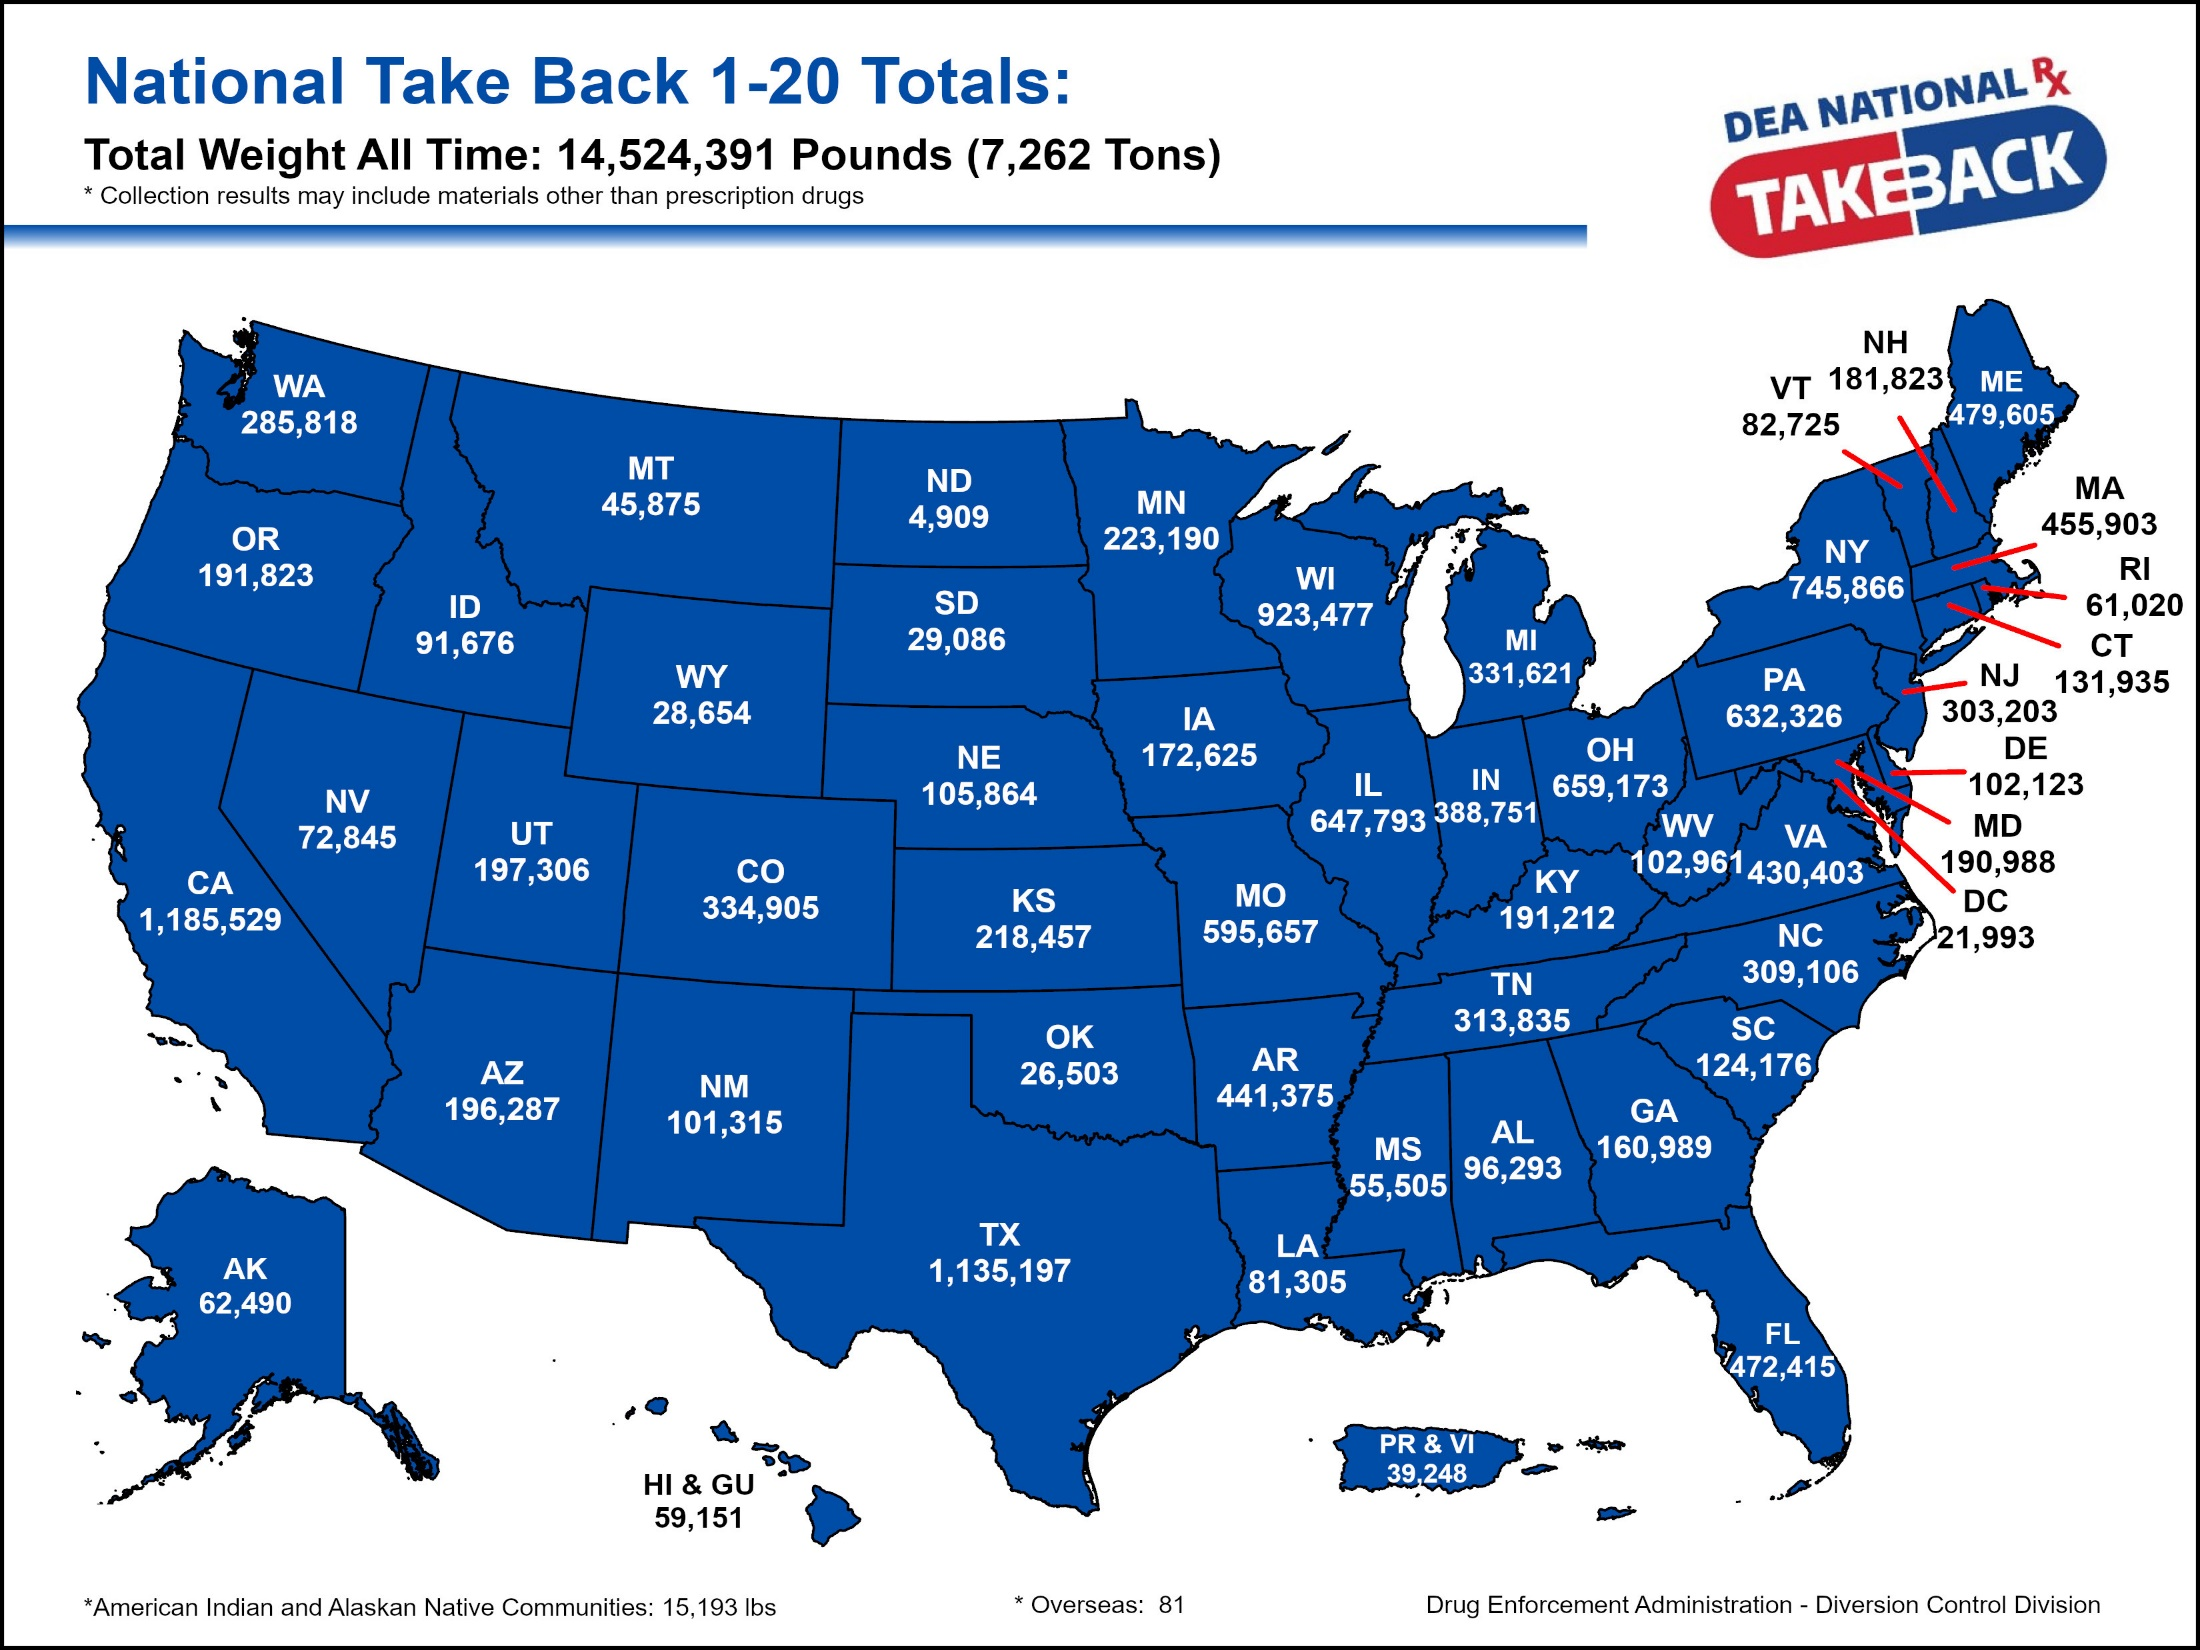 National Take Back 1-20 Totals:
Total Weight All Time: 14,524,391 Pounds (7,262 Tons)
* Collection results may include materials other than prescription drugs
DEA NATIONAL Rx
TAKEBACK
WA
285,818
OR
191,823
CA
1,185,529
NV
72,845
ID
91,676
MT
45,875
WY
28,654
UT
197,306
CO
334,905
AZ
196,287
NM
101,315
ND
4,909
SD
29,086
NE
105,864
KS
218,457
OK
26,503
TX
1,135,197
MN
223,190
IA
172,625
MO
595,657
AR
441,375
LA
81,305
WI
923,477
IL
647,793
MI
331,621
IN
388,751
OH
659,173
KY
191,212
TN
313,835
MS
55,505
AL
96,293
GA
160,989
FL
472,415
SC
124,176
NC
309,106
VA
430,403
WV
102,961
PA
632,326
NY
745,866
VT
82,725
NH
181,823
ME
479,605
MA
455,903
RI
61,020
CT
131,935
NJ
303,203
DE
102,123
MD
190,988
DC
21,993
AK
62,490
HI & GU
59,151
PR & VI
39,248
*American Indian and Alaskan Native Communities: 15,193 lbs
* Overseas: 81
Drug Enforcement Administration - Diversion Control Division